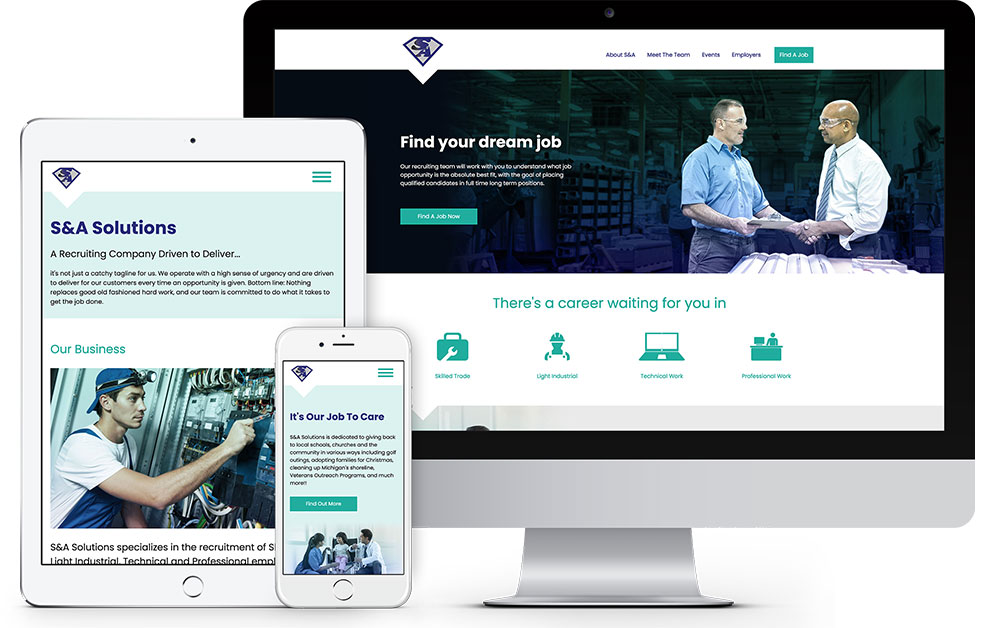 SA
About S&A Meet The Team Events Employers Find A Job
Find your dream job
Our recruiting team will work with you to understand what job
opportunity is the absolute best fit, with the goal of placing
qualified candidates in full time long term positions.
Find A Job Now
There's a career waiting for you in
Skilled Trade
Light Industrial
Technical Work
Professional Work
SA
S&A Solutions
A Recruiting Company Driven to Deliver...
it's not just a catchy tagline for us. We operate with a high sense of urgency and are driven
to deliver for our customers every time an opportunity is given. Bottom line: Nothing
replaces good old fashioned hard work, and our team is committed to do what it takes to
get the job done.
Our Business
S&A Solutions specializes in the recruitment of S
Light Industrial, Technical and Professional empl
SA
It's Our Job To Care
S&A Solutions is dedicated to giving back
to local schools, churches and the
community in various ways including golf
outings, adopting families for Christmas,
cleaning up Michigan's shoreline,
Veterans Outreach Programs, and much
more!!
Find Out More